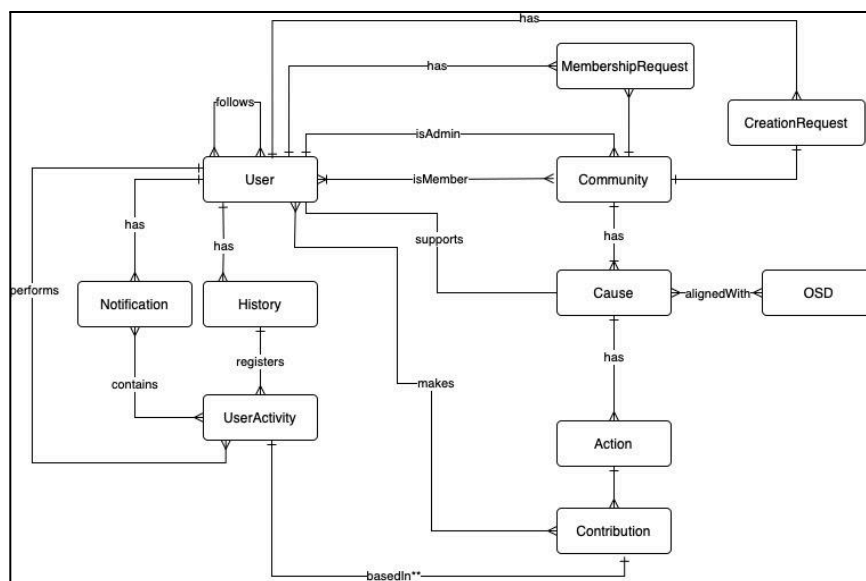 has
has
MembershipRequest
follows
CreationRequest
isAdmin
User
isMember
Community
has
has
supports
has
performs
Notification
History
Cause
alignedWith
OSD
registers
has
contains
makes
UserActivity
Action
Contribution
basedIn**